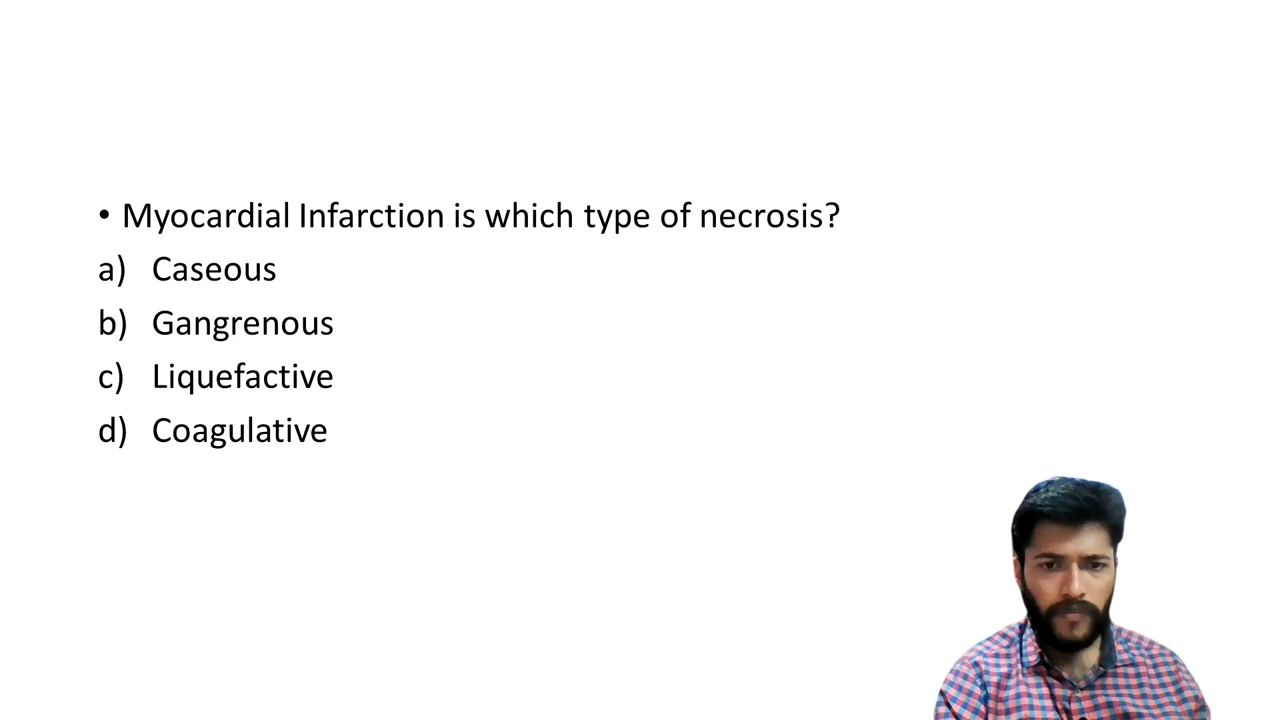 • Myocardial Infarction is which type of necrosis?
a) Caseous
b) Gangrenous
c) Liquefactive
d) Coagulative